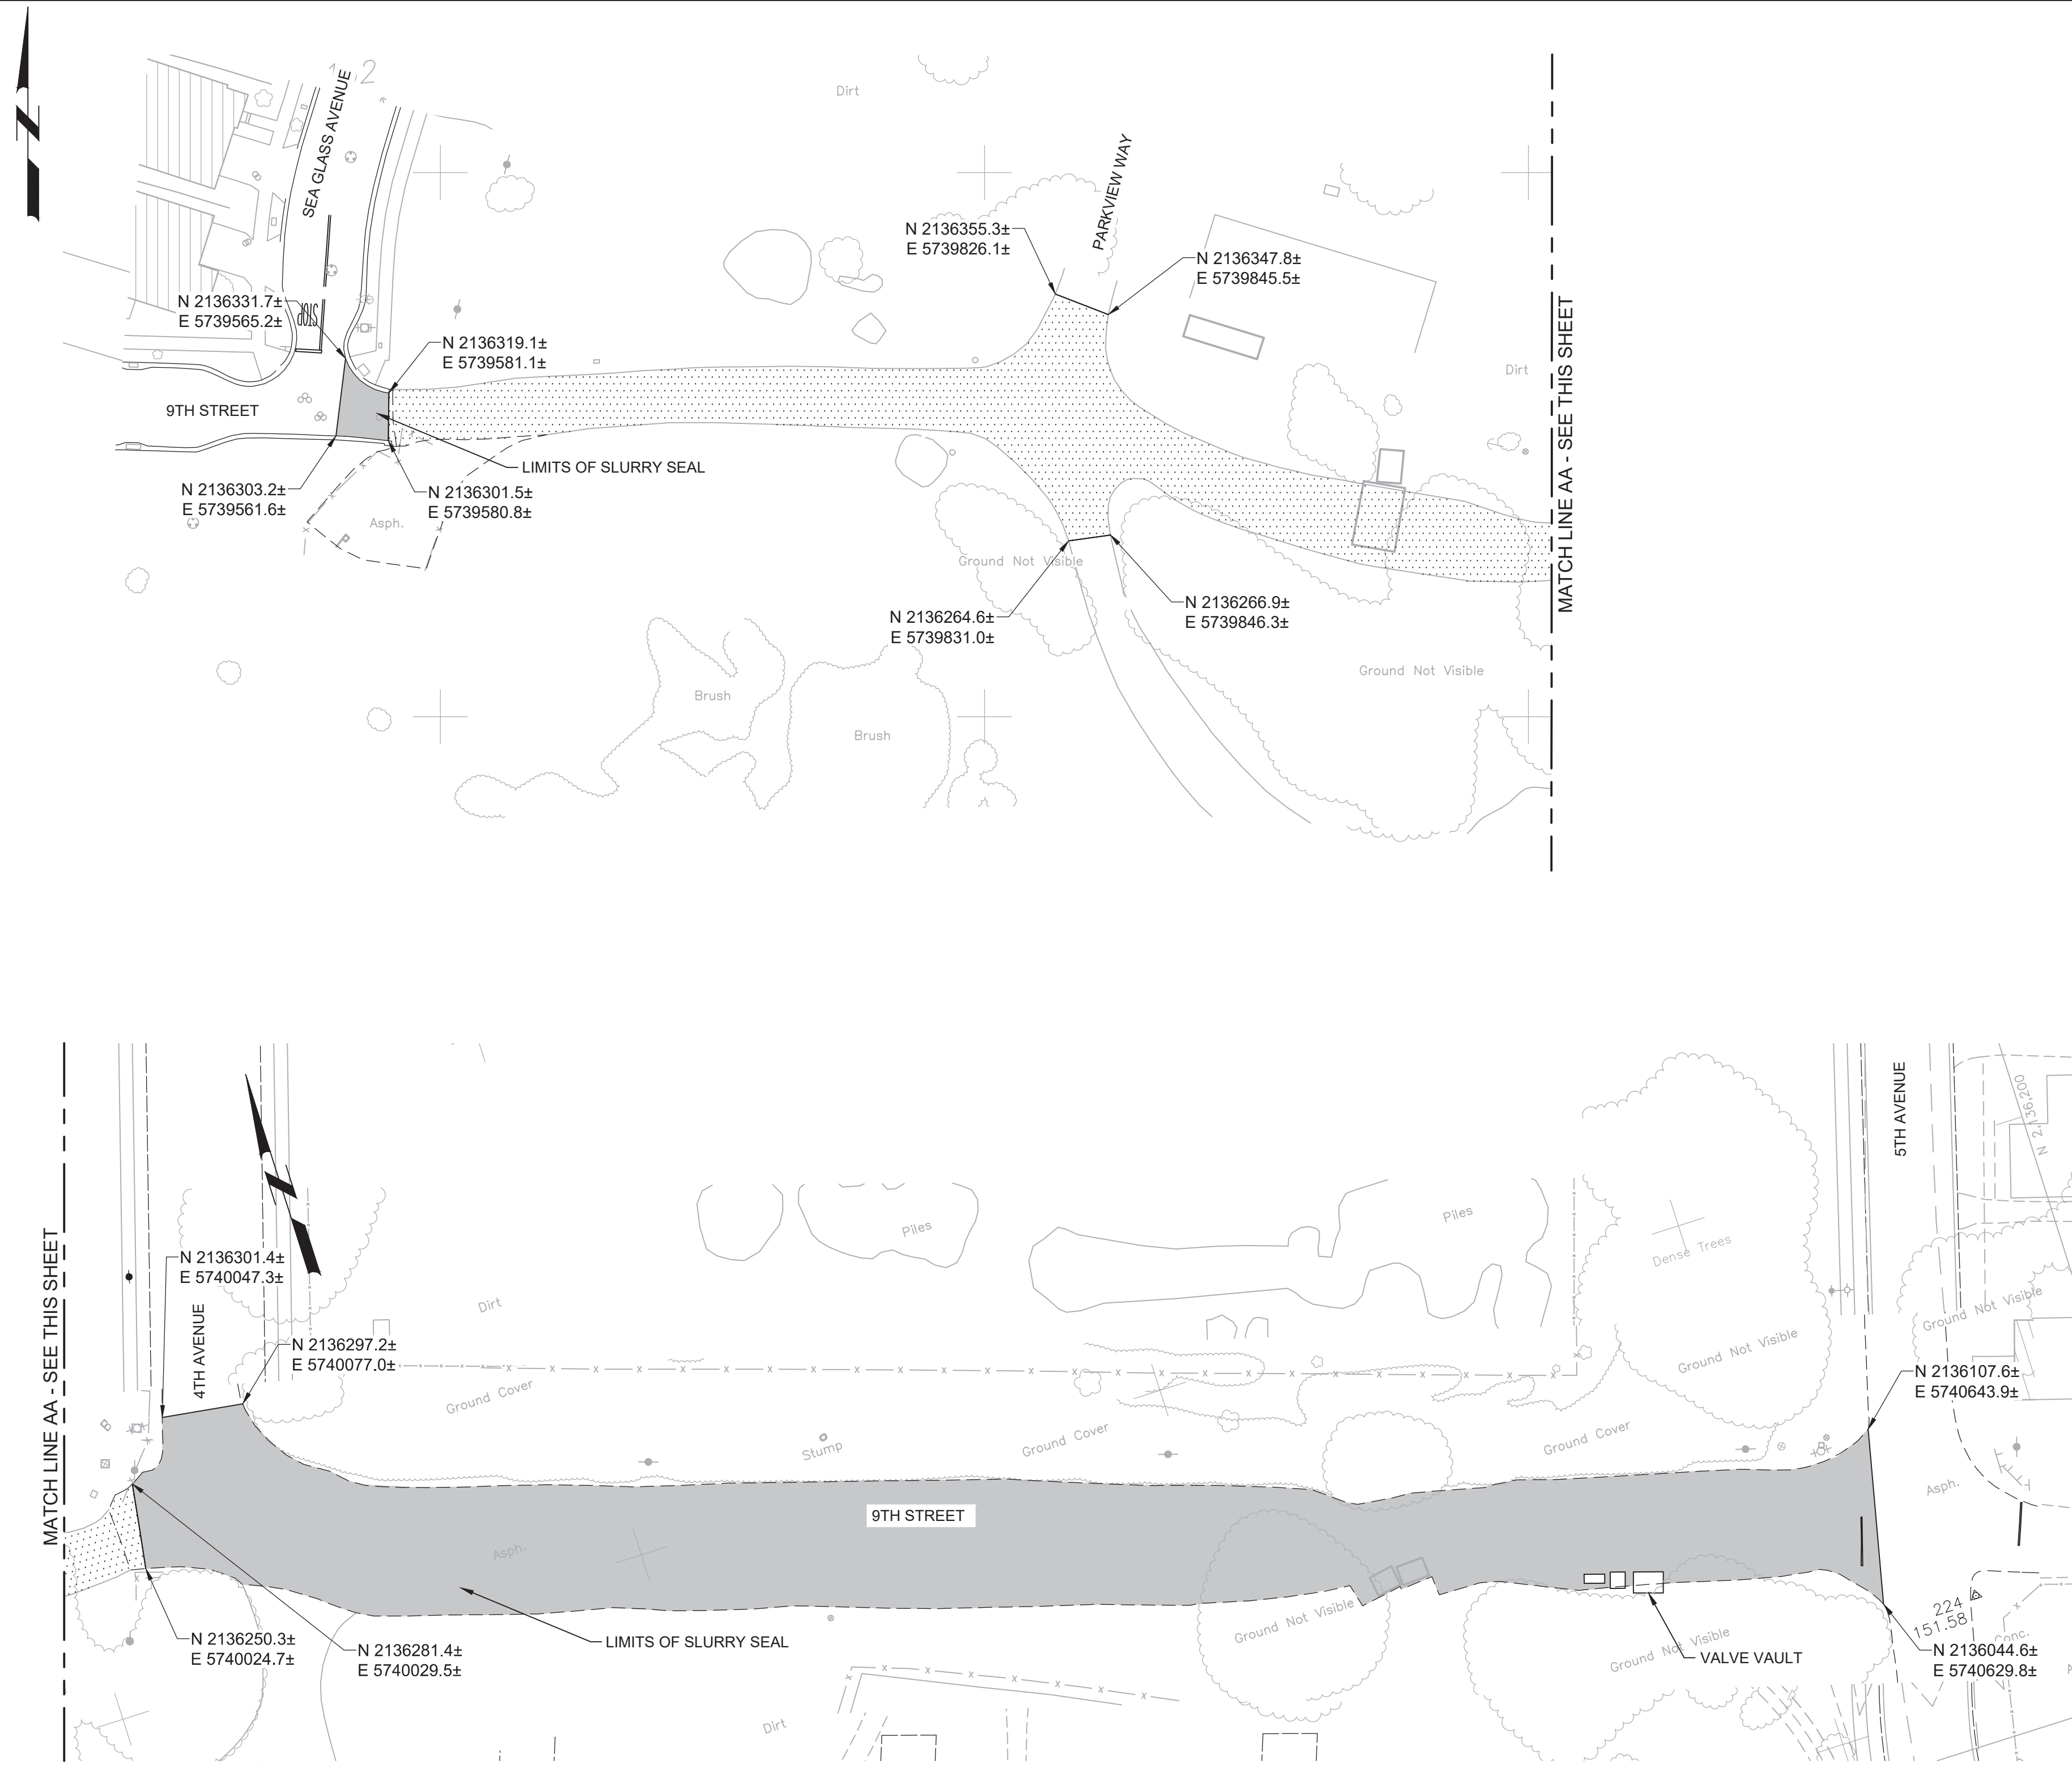 1 2
SEA GLASS AVENUE
Dirt
PARKVIEW WAY
N 2136355.3±
E 5739826.1±
N 2136347.8±
E 5739845.5±
N 2136331.7±
E 5739565.2±
STOP
N 2136319.1±
E 5739581.1±
Dirt
9TH STREET
MATCH LINE AA - SEE THIS SHEET
LIMITS OF SLURRY SEAL
N 2136303.2±
E 5739561.6±
N 2136301.5±
E 5739580.8±
Asph.
Ground Not Visible
N 2136264.6±
E 5739831.0±
N 2136266.9±
E 5739846.3±
Ground Not Visible
Brush
Brush
5TH AVENUE
N 2,136,200
MATCH LINE AA - SEE THIS SHEET
N 2136301.4±
E 5740047.3±
4TH AVENUE
Piles
Piles
Dense Trees
Dirt
Ground Not Visible
N 2136297.2±
E 5740077.0±
Ground Not Visible
N 2136107.6±
E 5740643.9±
Ground Cover
Stump
Ground Cover
Ground Cover
Asph.
9TH STREET
Asph.
224
151.58
Ground Not Visible
N 2136250.3±
E 5740024.7±
N 2136281.4±
E 5740029.5±
LIMITS OF SLURRY SEAL
Ground Not Visible
VALVE VAULT
Conc.
N 2136044.6±
E 5740629.8±
Dirt